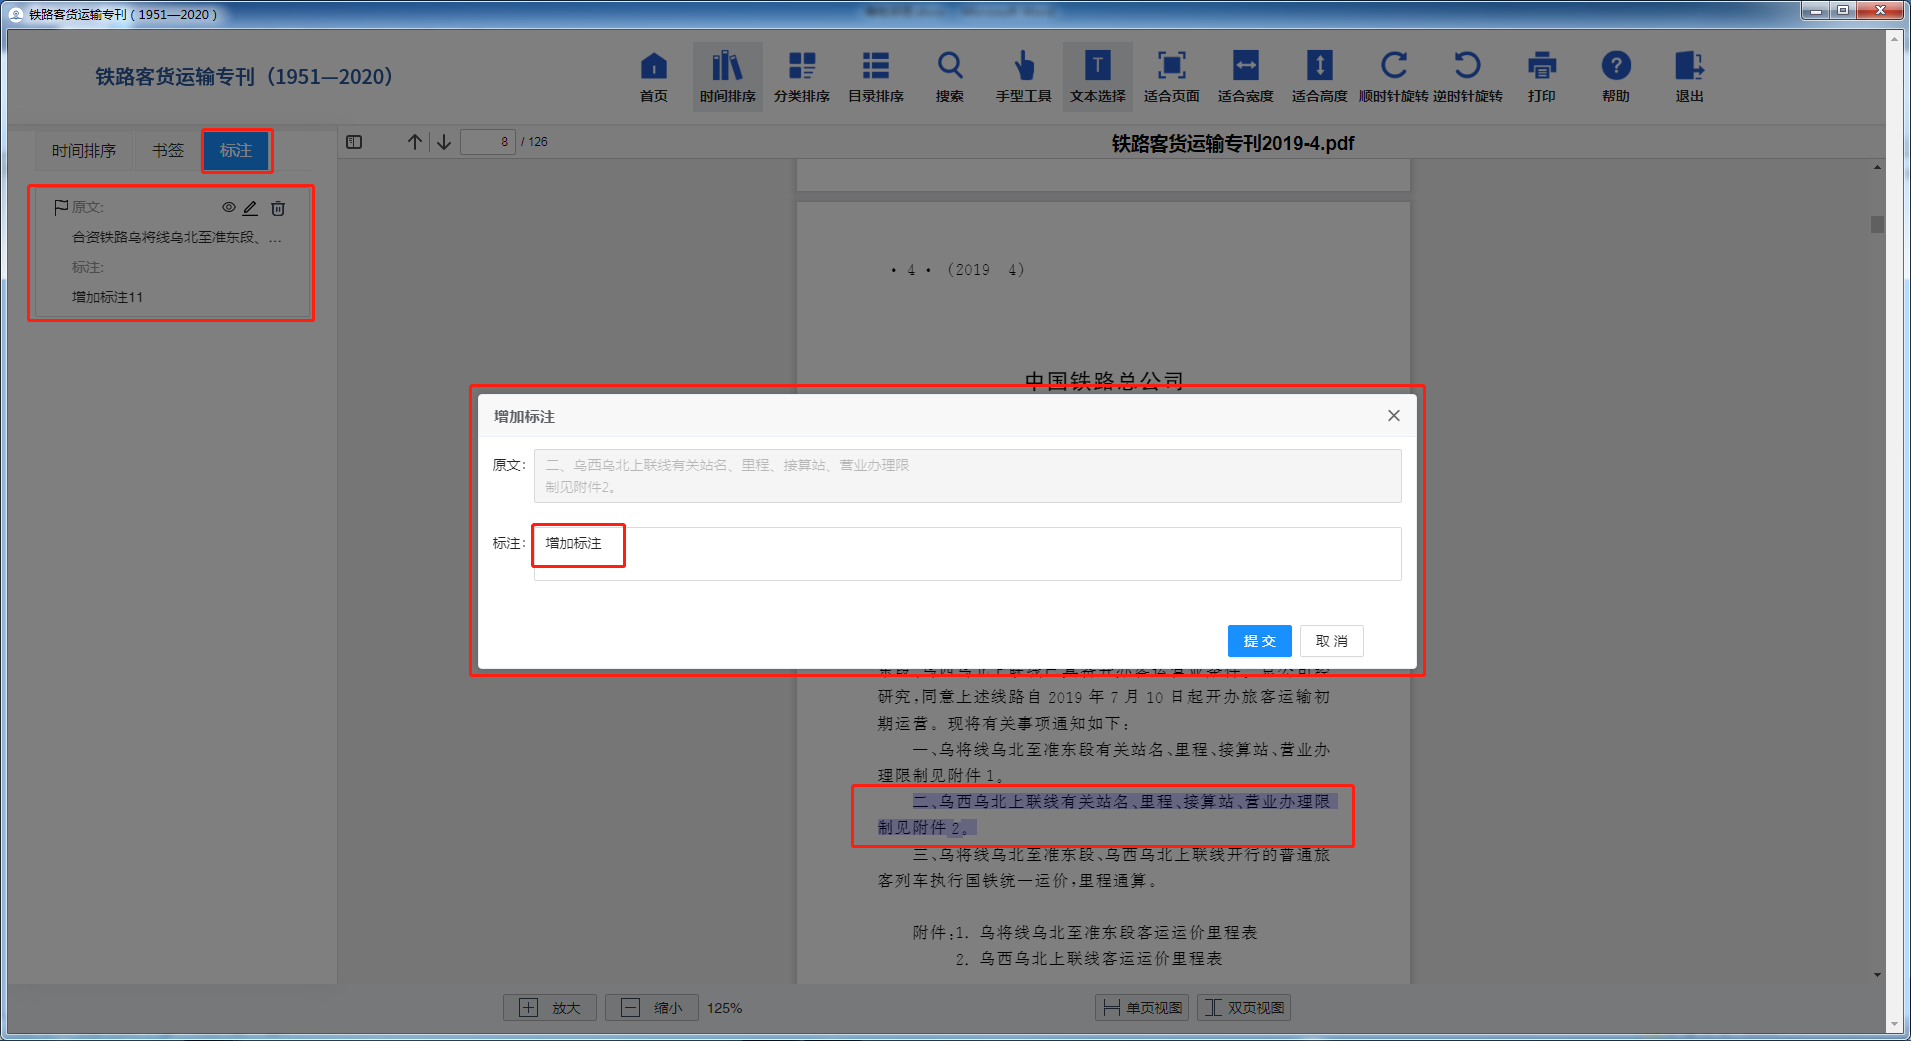 铁路客货运输专刊（1951—2020）
铁路客货运输专刊（1951—2020）
首页 时间排序 分类排序 目录排序 搜索 手型工具 文本选择 适合页面 适合宽度 适合高度 顺时针旋转 逆时针旋转 打印 帮助 退出
时间排序 书签 标注
8 / 126
铁路客货运输专刊2019-4.pdf
原文:
合资铁路乌将线乌北至准东段、...
标注:
增加标注11
• 4 • （2019 4）
中国铁路总公司
增加标注
原文:
二、乌西乌北上联线有关站名、里程、接算站、营业办理限
制见附件2。
标注:
增加标注
提 交 取 消
研究,同意上述线路自 2019 年 7 月 10 日起开办旅客运输初
期运营。现将有关事项通知如下:
一、乌将线乌北至准东段有关站名、里程、接算站、营业办
理限制见附件 1。
二、乌西乌北上联线有关站名、里程、接算站、营业办理限
制见附件 2。
三、乌将线乌北至准东段、乌西乌北上联线开行的普通旅
客列车执行国铁统一运价,里程通算。
附件:1. 乌将线乌北至准东段客运运价里程表
2. 乌西乌北上联线客运运价里程表
放大 缩小 125%
单页视图 双页视图